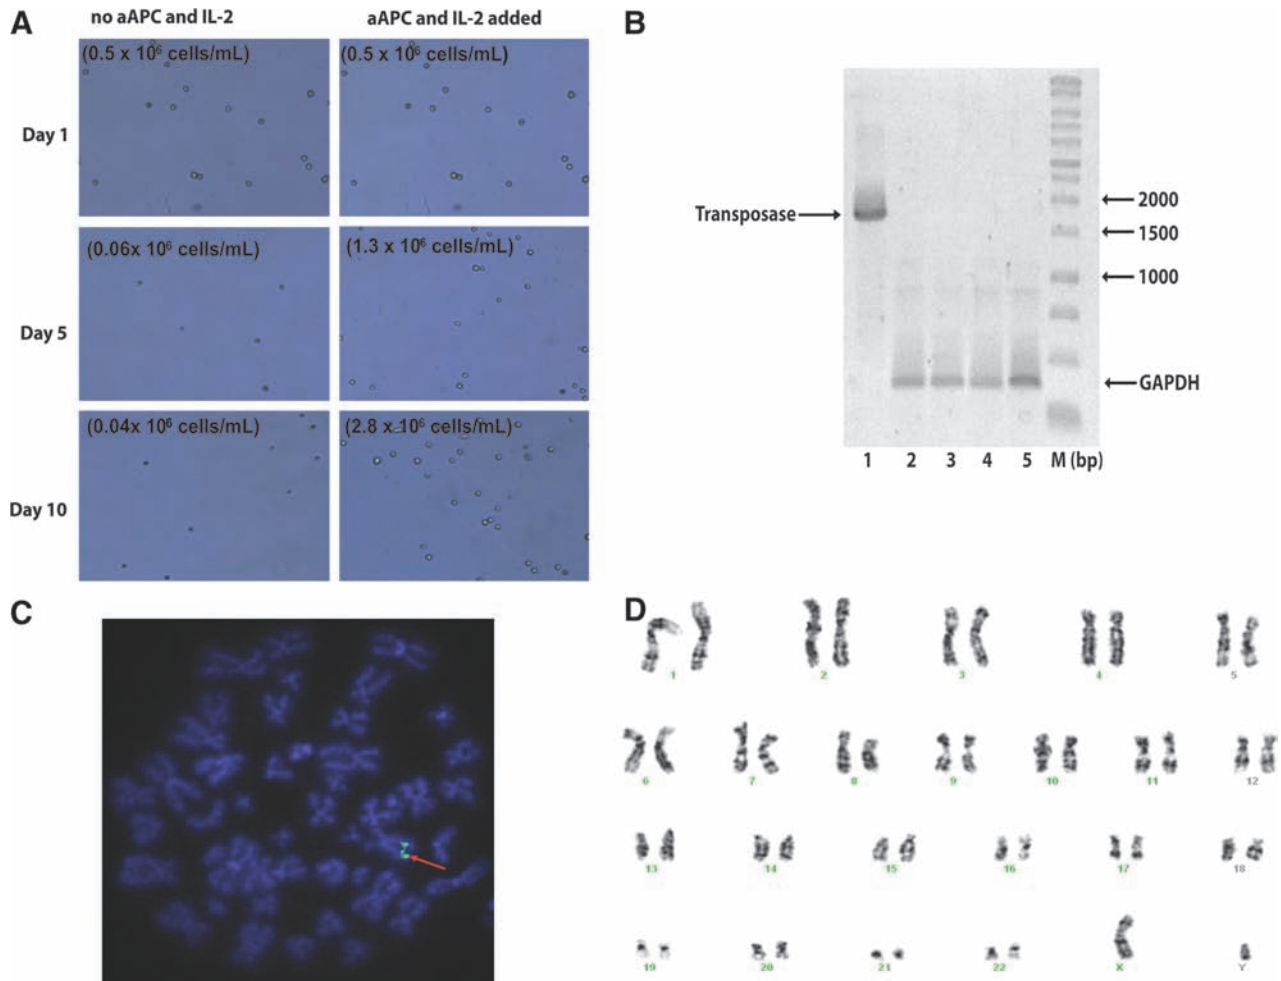 A
no aAPC and IL-2
aAPC and IL-2 added
(0.5 x 10⁶ cells/mL)
(0.5 x 10⁶ cells/mL)
Day 1
(0.06x 10⁶ cells/mL)
(1.3 x 10⁶ cells/mL)
Day 5
(0.04x 10⁶ cells/mL)
(2.8 x 10⁶ cells/mL)
Day 10
B
Transposase
2000
1500
1000
GAPDH
1 2 3 4 5 M (bp)
C
D
1 2 3 4 5
6 7 8 9 10 11 12
13 14 15 16 17 18
19 20 21 22 X Y